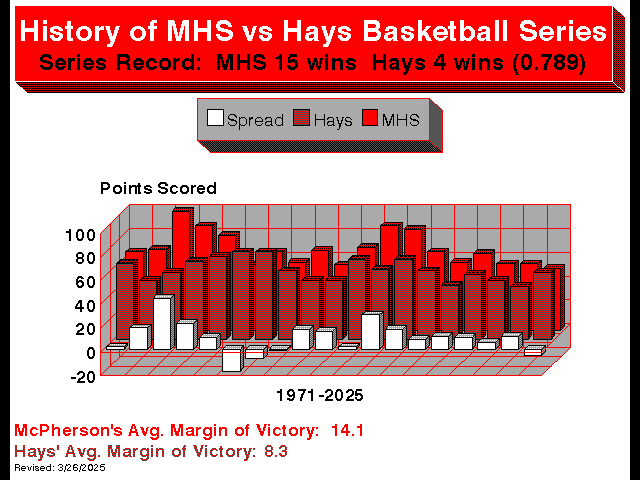 History of MHS vs Hays Basketball Series
Series Record:  MHS 15 wins  Hays 4 wins (0.789)
Spread Hays MHS
Points Scored
100
80
60
40
20
0
-20
1971-2025
McPherson's Avg. Margin of Victory:  14.1
Hays' Avg. Margin of Victory: 8.3
Revised: 3/26/2025